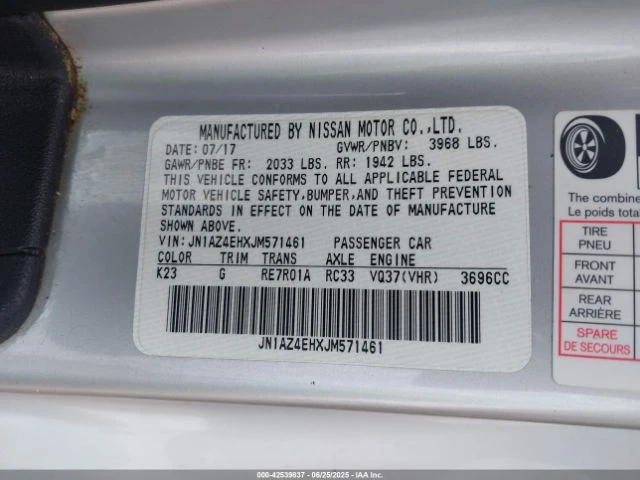 MANUFACTURED BY NISSAN MOTOR CO.,LTD.
DATE: 07/17 GVWR/PNBV: 3968 LBS.
GAWR/PNBE FR: 2033 LBS. RR: 1942 LBS.
THIS VEHICLE CONFORMS TO ALL APPLICABLE FEDERAL
MOTOR VEHICLE SAFETY,BUMPER,AND THEFT PREVENTION
STANDARDS IN EFFECT ON THE DATE OF MANUFACTURE
SHOWN ABOVE.
VIN:JN1AZ4EHXJM571461 PASSENGER CAR
COLOR TRIM TRANS AXLE ENGINE
K23 G RE7R01A RC33 VQ37(VHR) 3696CC
JN1AZ4EHXJM571461
The combine
Le poids tota
TIRE
PNEU
FRONT
AVANT
REAR
ARRIÈRE
SPARE
DE SECOURS
000-42539837 - 06/25/2025 - IAA Inc.